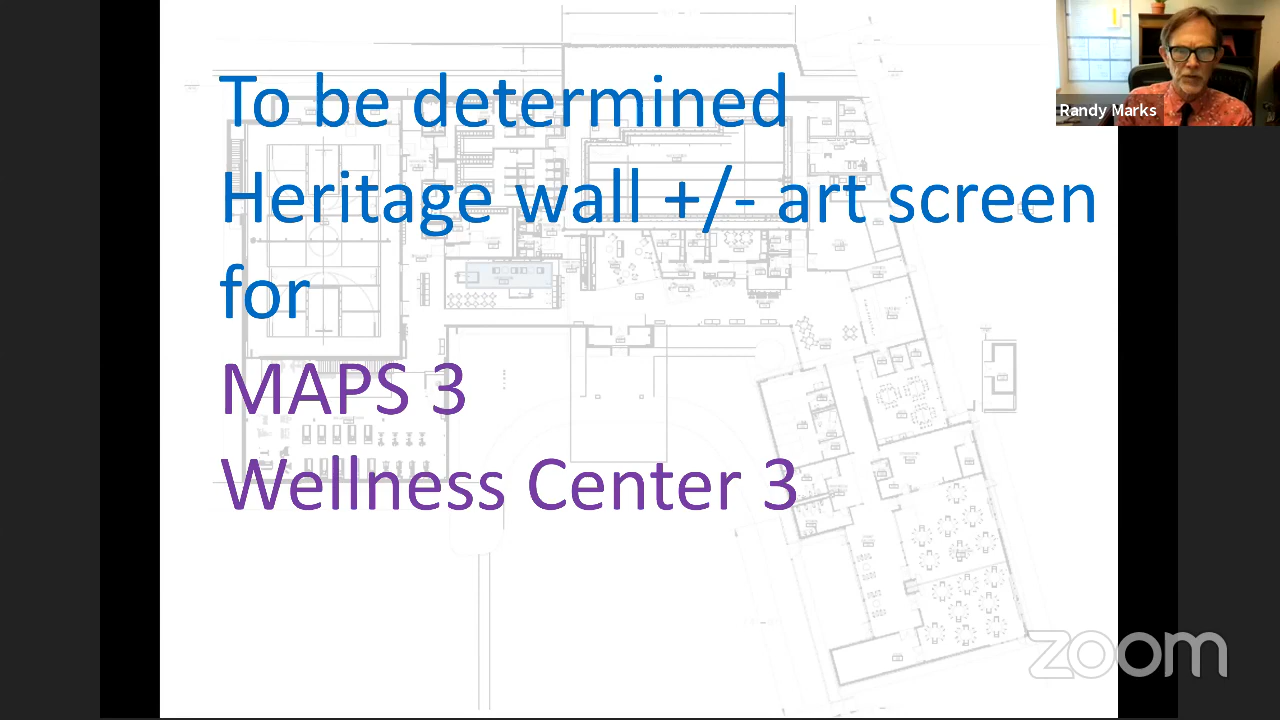 To be determined
Heritage wall +/- art screen
for
MAPS 3
Wellness Center 3
Randy Marks
zoom